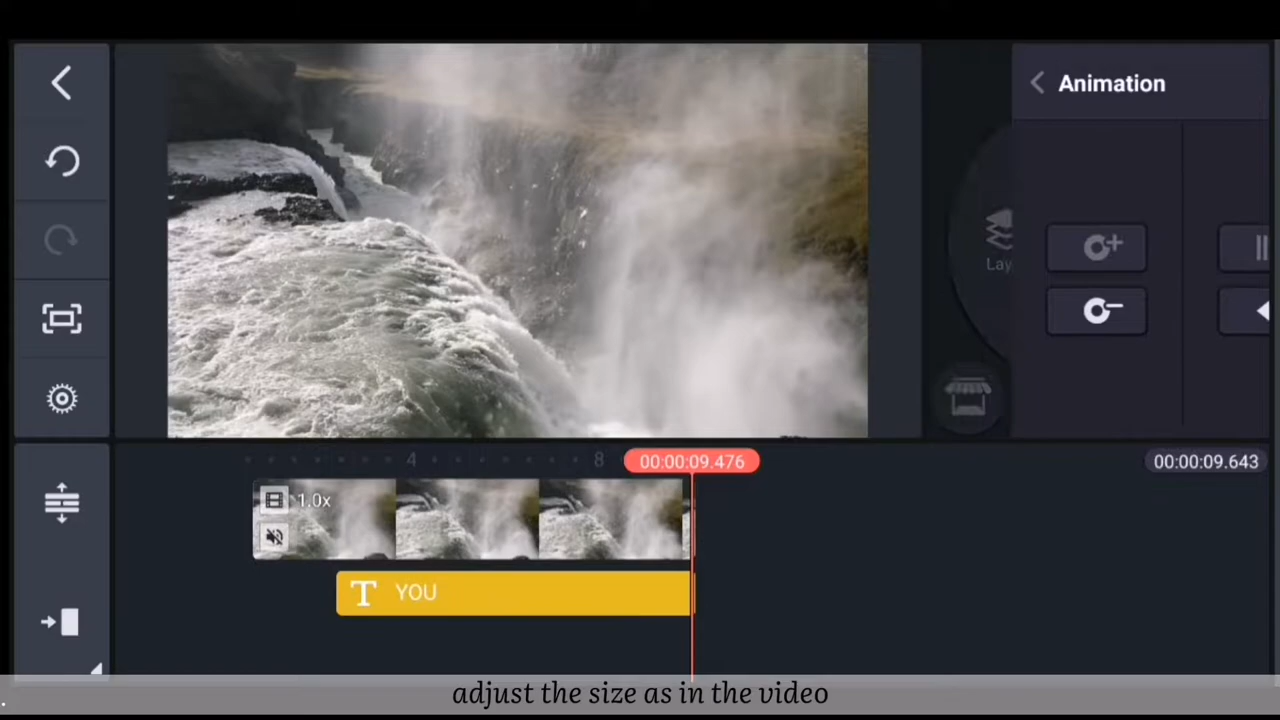 Animation
Lay
4
8
00:00:09.476
00:00:09.643
1.0x
T YOU
adjust the size as in the video